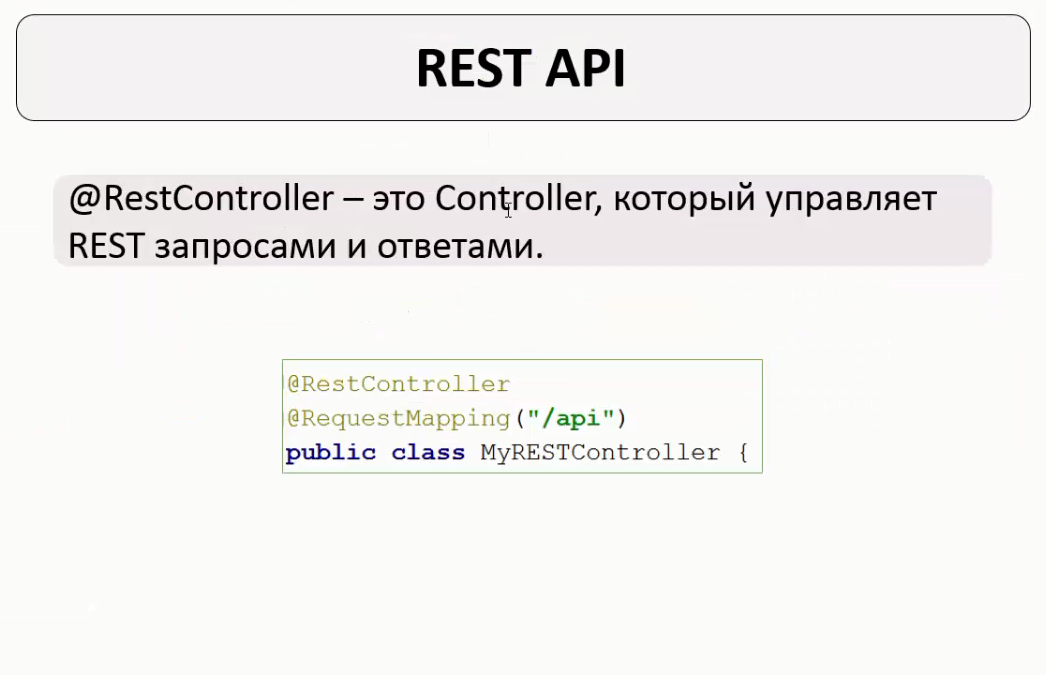 REST API
@RestController – это Controller, который управляет
REST запросами и ответами.
@RestController
@RequestMapping("/api")
public class MyRESTController {